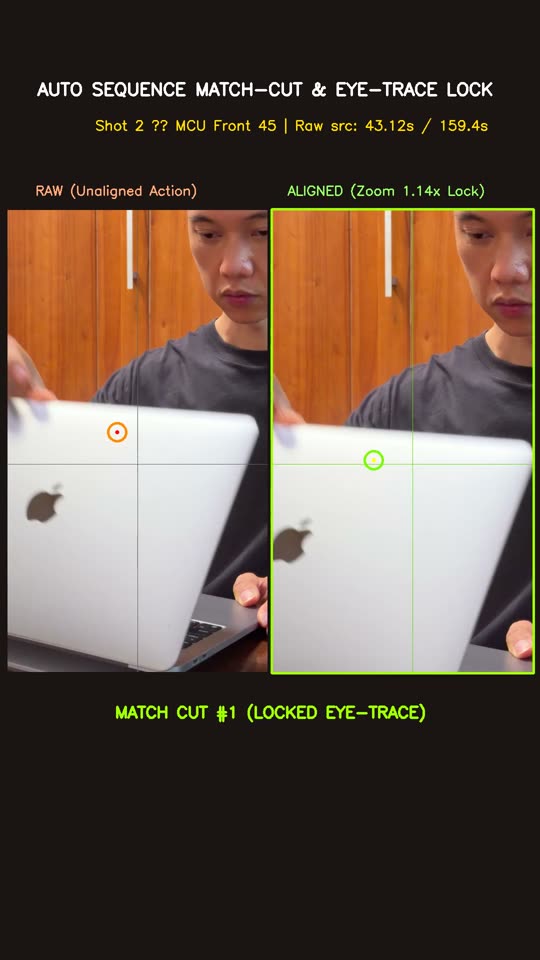 AUTO SEQUENCE MATCH-CUT & EYE-TRACE LOCK
Shot 2 ?? MCU Front 45 | Raw src: 43.12s / 159.4s
RAW (Unaligned Action)
ALIGNED (Zoom 1.14x Lock)
MATCH CUT #1 (LOCKED EYE-TRACE)